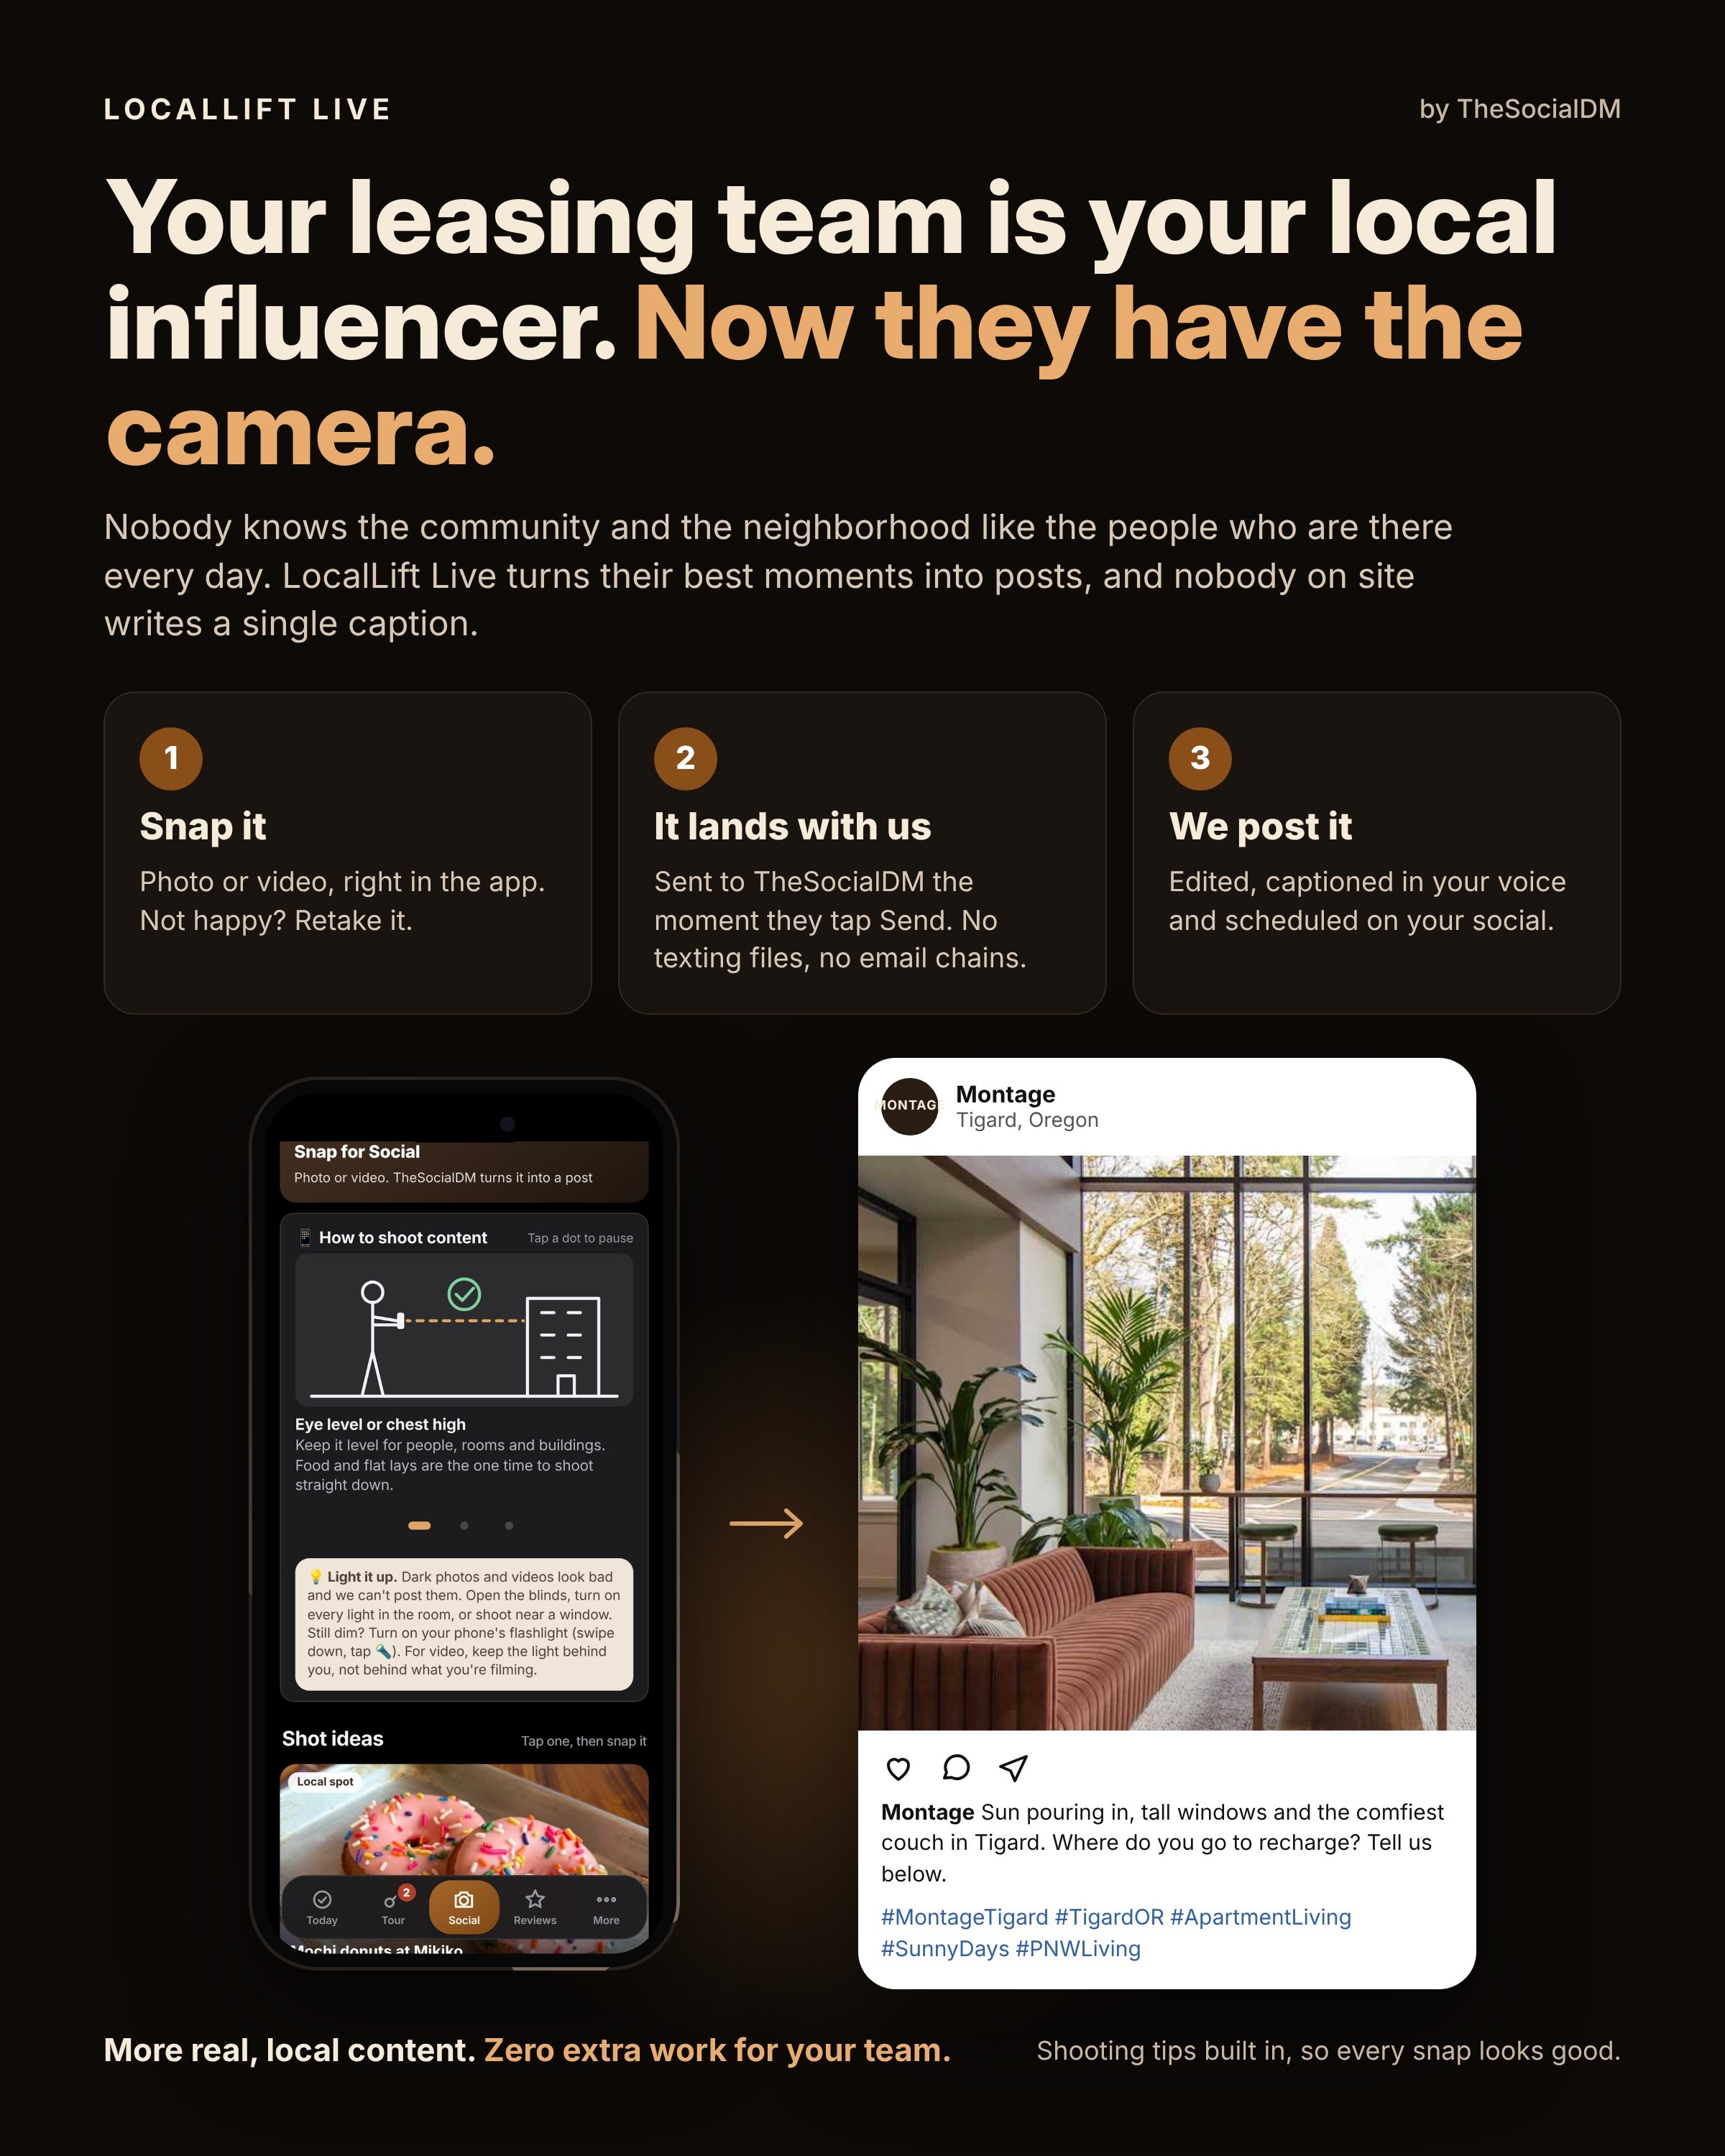 LOCALLIFT LIVE
by TheSocialDM
Your leasing team is your local
influencer. Now they have the
camera.
Nobody knows the community and the neighborhood like the people who are there
every day. LocalLift Live turns their best moments into posts, and nobody on site
writes a single caption.
1
Snap it
Photo or video, right in the app.
Not happy? Retake it.
2
It lands with us
Sent to TheSocialDM the
moment they tap Send. No
texting files, no email chains.
3
We post it
Edited, captioned in your voice
and scheduled on your social.
Snap for Social
Photo or video. TheSocialDM turns it into a post
📱 How to shoot content
Tap a dot to pause
Eye level or chest high
Keep it level for people, rooms and buildings.
Food and flat lays are the one time to shoot
straight down.
💡 Light it up. Dark photos and videos look bad
and we can't post them. Open the blinds, turn on
every light in the room, or shoot near a window.
Still dim? Turn on your phone's flashlight (swipe
down, tap 🔦). For video, keep the light behind
you, not behind what you're filming.
Shot ideas
Tap one, then snap it
Local spot
2
Today
Tour
Social
Reviews
More
Mochi donuts at Mikiko
MONTAGE
Montage
Tigard, Oregon
Montage Sun pouring in, tall windows and the comfiest
couch in Tigard. Where do you go to recharge? Tell us
below.
#MontageTigard #TigardOR #ApartmentLiving
#SunnyDays #PNWLiving
More real, local content. Zero extra work for your team.
Shooting tips built in, so every snap looks good.